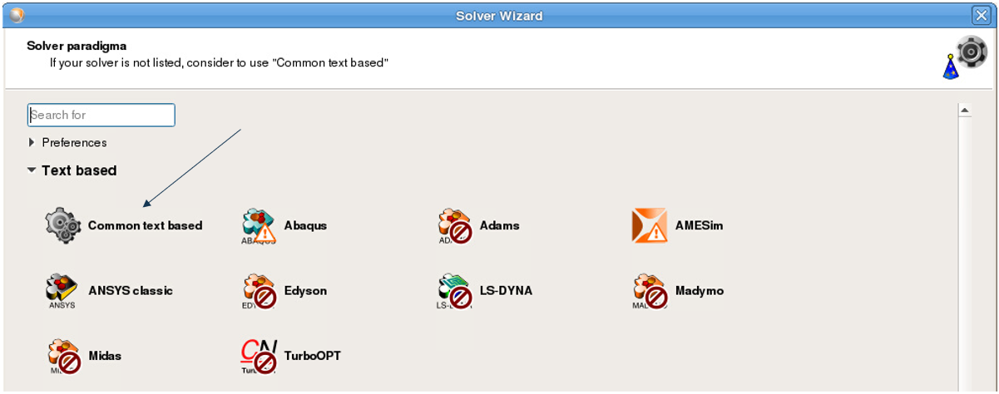 Solver Wizard
Solver paradigma
If your solver is not listed, consider to use "Common text based"
Search for
Preferences
Text based
Common text based
Abaqus
Adams
AMESim
ANSYS classic
ANSYS
Edyson
LS-DYNA
Madymo
Midas
TurboOPT